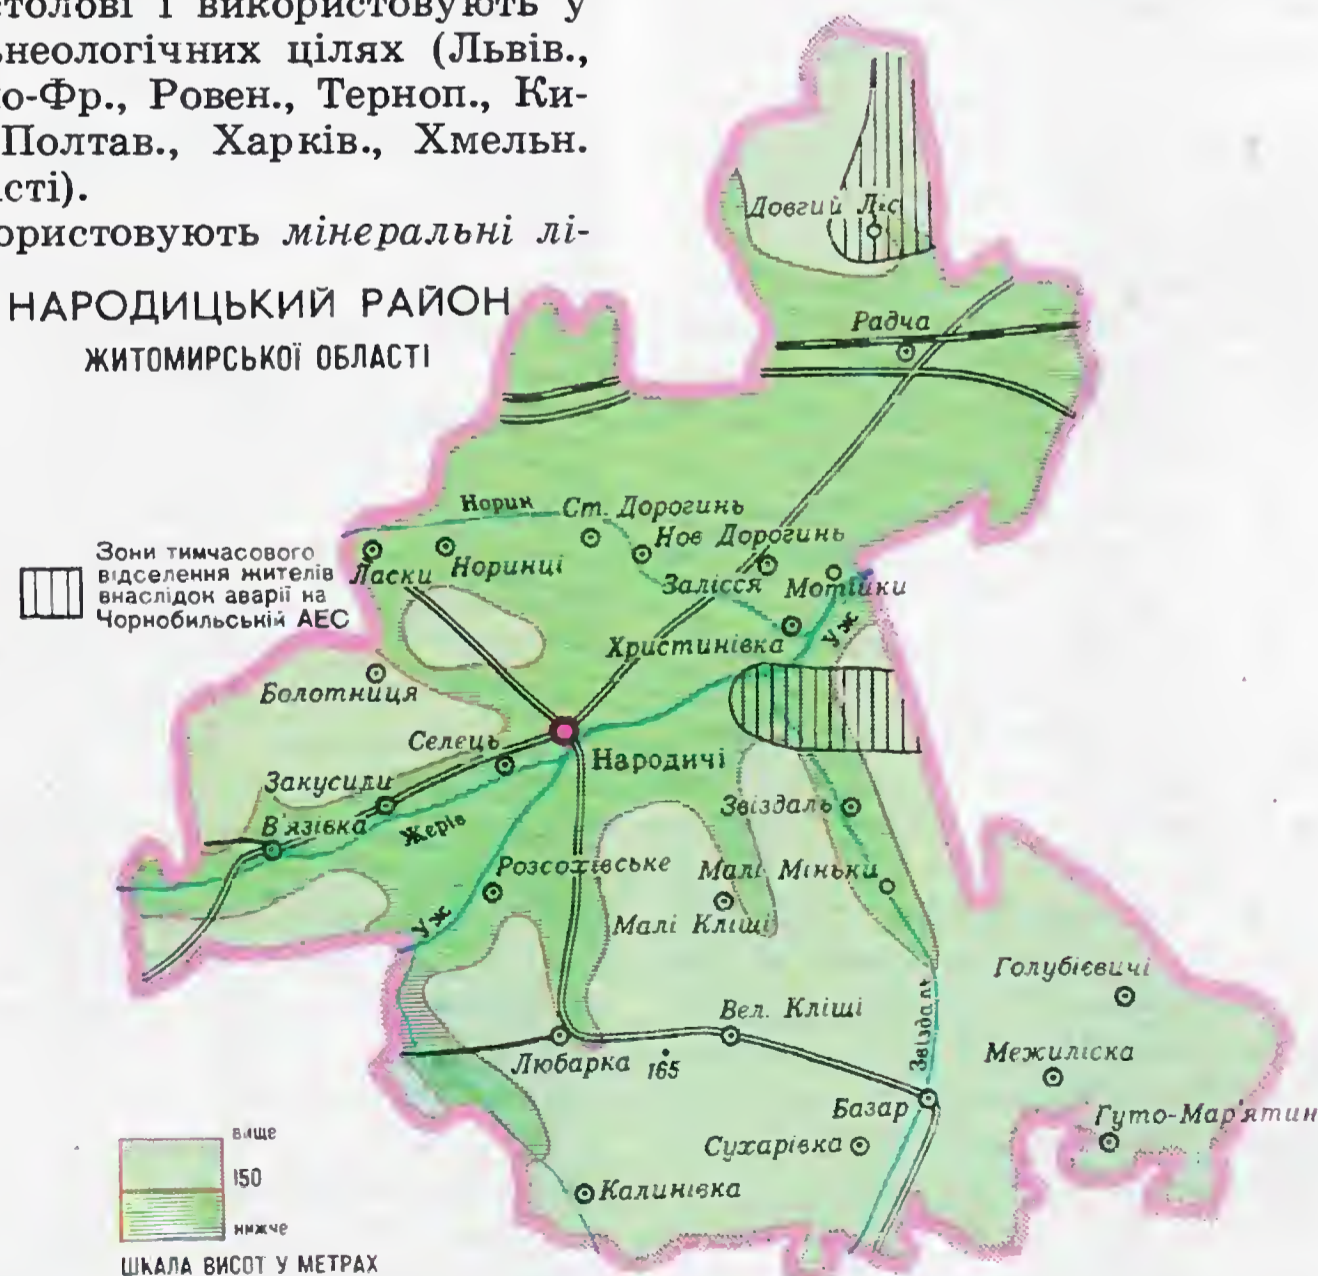 столові і використовують у
ьнеологічних цілях (Львів.,
о-Фр., Ровен., Терноп., Ки-
Полтав., Харків., Хмельн.
сті).
ористовують мінеральні лі-
НАРОДИЦЬКИЙ РАЙОН
ЖИТОМИРСЬКОЇ ОБЛАСТІ
Довгий Ліс
Радча
Норин
Ст. Дорогинь
Нов Дорогинь
Ласки
Норинці
Залісся
Мотійки
Зони тимчасового
відселення жителів
внаслідок аварії на
Чорнобильській АЕС
Христинівка
Уж
Болотниця
Селець
Народичі
Закусили
Звіздаль
В'язівка
Жерів
Розсохівське
Малі Міньки
Уж
Малі Кліщі
Голубієвичі
Звіздаль
Вел. Кліщі
Любарка
165
Межиліска
Базар
Гуто-Мар'ятин
Сухарівка
Калинівка
вище
150
нижче
ШКАЛА ВИСОТ У МЕТРАХ